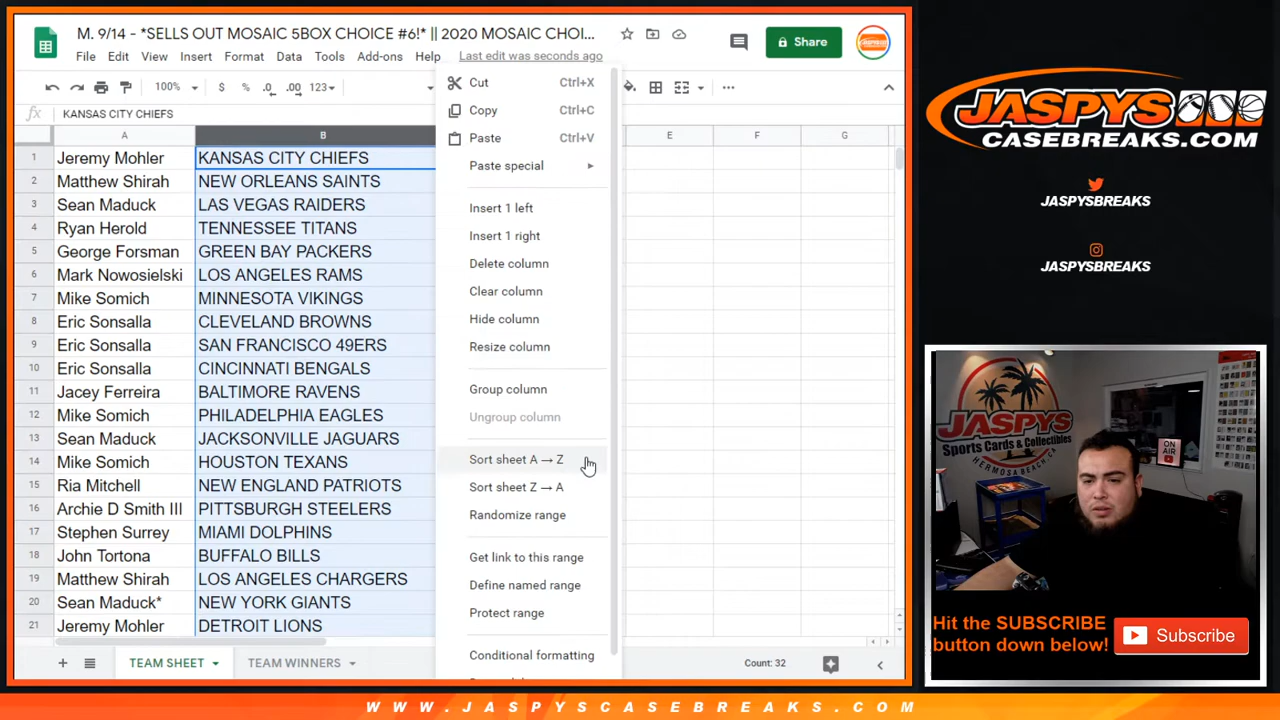 M. 9/14 - *SELLS OUT MOSAIC 5BOX CHOICE #6!* || 2020 MOSAIC CHOI...
Share
File Edit View Insert Format Data Tools Add-ons Help Last edit was seconds ago
100% $ % .0 .00 123
fx KANSAS CITY CHIEFS
A B E F G
1 Jeremy Mohler KANSAS CITY CHIEFS
2 Matthew Shirah NEW ORLEANS SAINTS
3 Sean Maduck LAS VEGAS RAIDERS
4 Ryan Herold TENNESSEE TITANS
5 George Forsman GREEN BAY PACKERS
6 Mark Nowosielski LOS ANGELES RAMS
7 Mike Somich MINNESOTA VIKINGS
8 Eric Sonsalla CLEVELAND BROWNS
9 Eric Sonsalla SAN FRANCISCO 49ERS
10 Eric Sonsalla CINCINNATI BENGALS
11 Jacey Ferreira BALTIMORE RAVENS
12 Mike Somich PHILADELPHIA EAGLES
13 Sean Maduck JACKSONVILLE JAGUARS
14 Mike Somich HOUSTON TEXANS
15 Ria Mitchell NEW ENGLAND PATRIOTS
16 Archie D Smith III PITTSBURGH STEELERS
17 Stephen Surrey MIAMI DOLPHINS
18 John Tortona BUFFALO BILLS
19 Matthew Shirah LOS ANGELES CHARGERS
20 Sean Maduck* NEW YORK GIANTS
21 Jeremy Mohler DETROIT LIONS
Cut Ctrl+X
Copy Ctrl+C
Paste Ctrl+V
Paste special
Insert 1 left
Insert 1 right
Delete column
Clear column
Hide column
Resize column
Group column
Ungroup column
Sort sheet A → Z
Sort sheet Z → A
Randomize range
Get link to this range
Define named range
Protect range
Conditional formatting
TEAM SHEET TEAM WINNERS Count: 32
JASPYS
CASEBREAKS.COM
JASPYSBREAKS
JASPYSBREAKS
JASPYS
Sports Cards & Collectibles
HERMOSA BEACH, CA
ON AIR
Hit the SUBSCRIBE
button down below!
Subscribe
WWW.JASPYSCASEBREAKS.COM